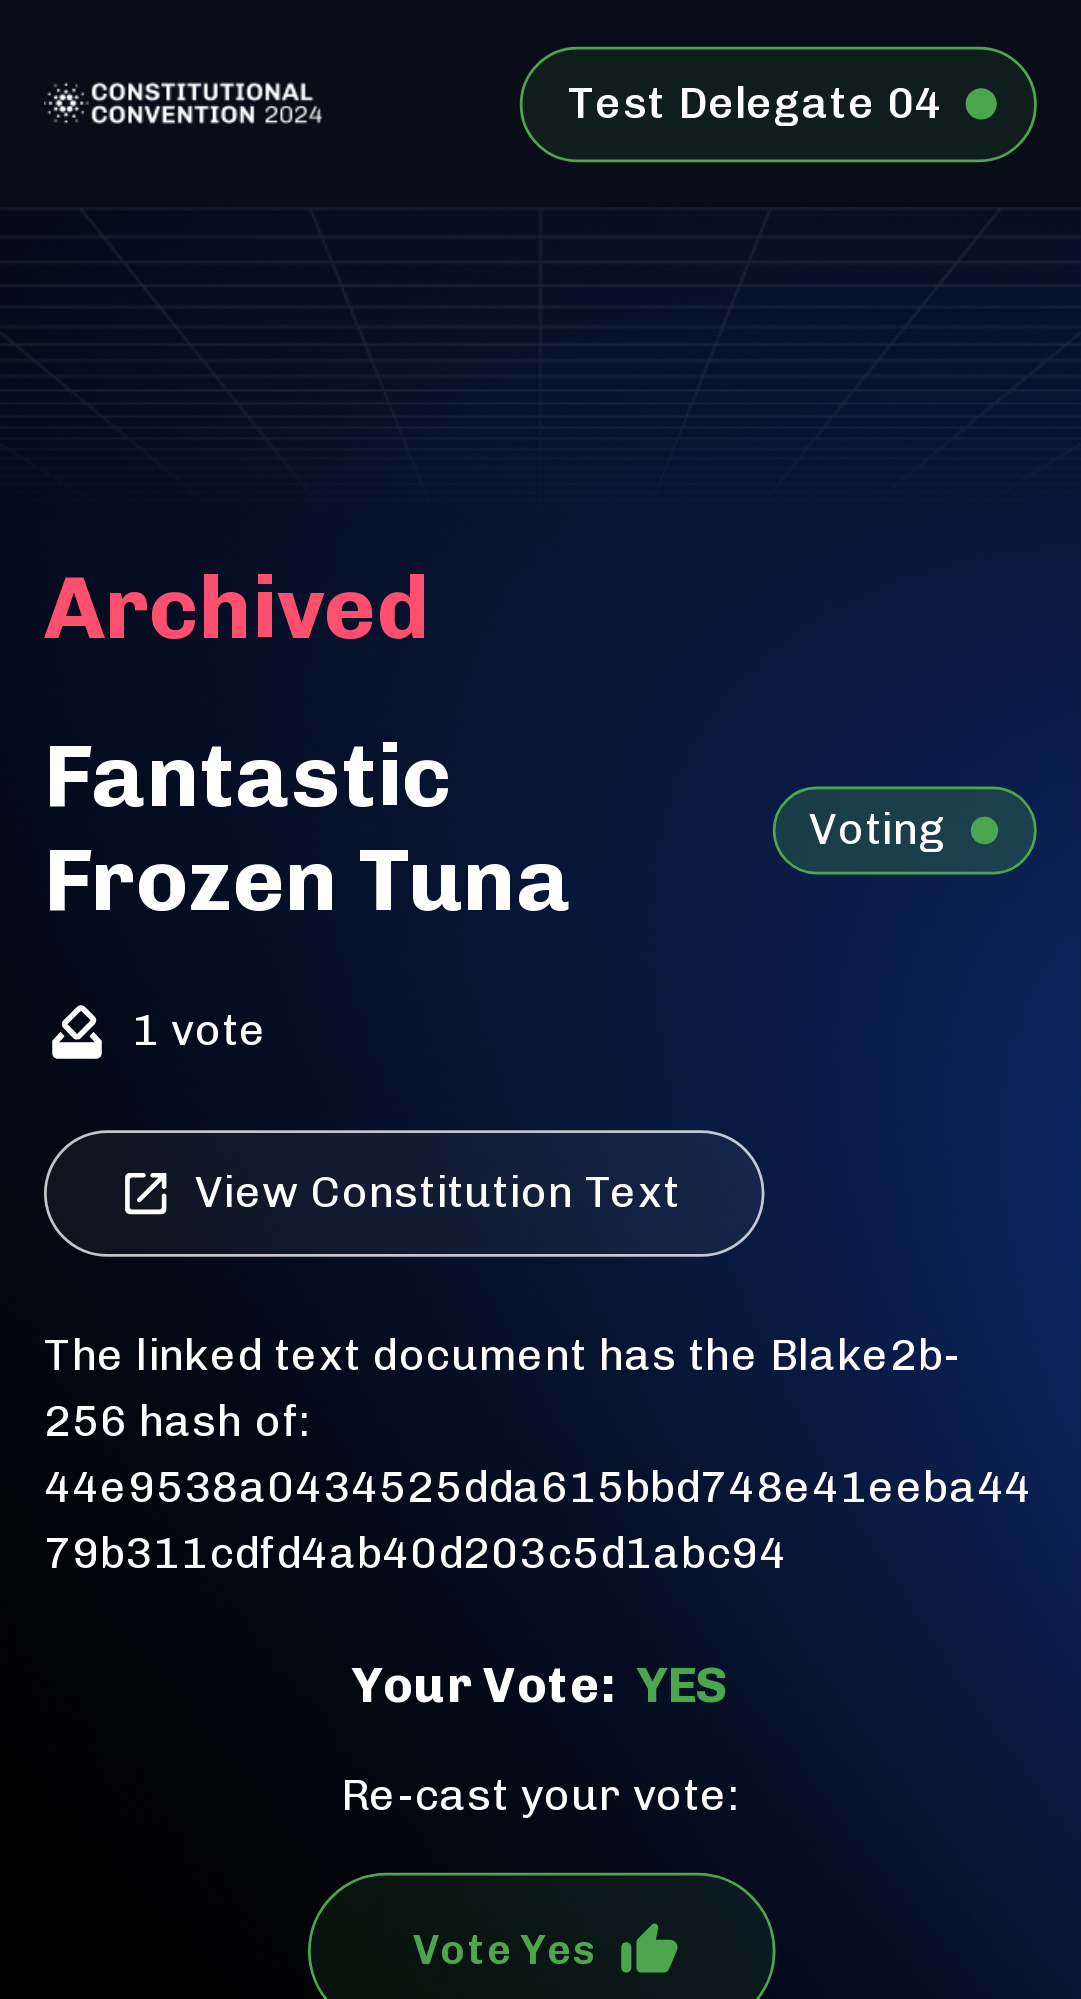 CONSTITUTIONAL
CONVENTION 2024
Test Delegate 04
Archived
Fantastic
Frozen Tuna
Voting
1 vote
View Constitution Text
The linked text document has the Blake2b-
256 hash of:
44e9538a0434525dda615bbd748e41eeba44
79b311cdfd4ab40d203c5d1abc94
Your Vote: YES
Re-cast your vote:
Vote Yes